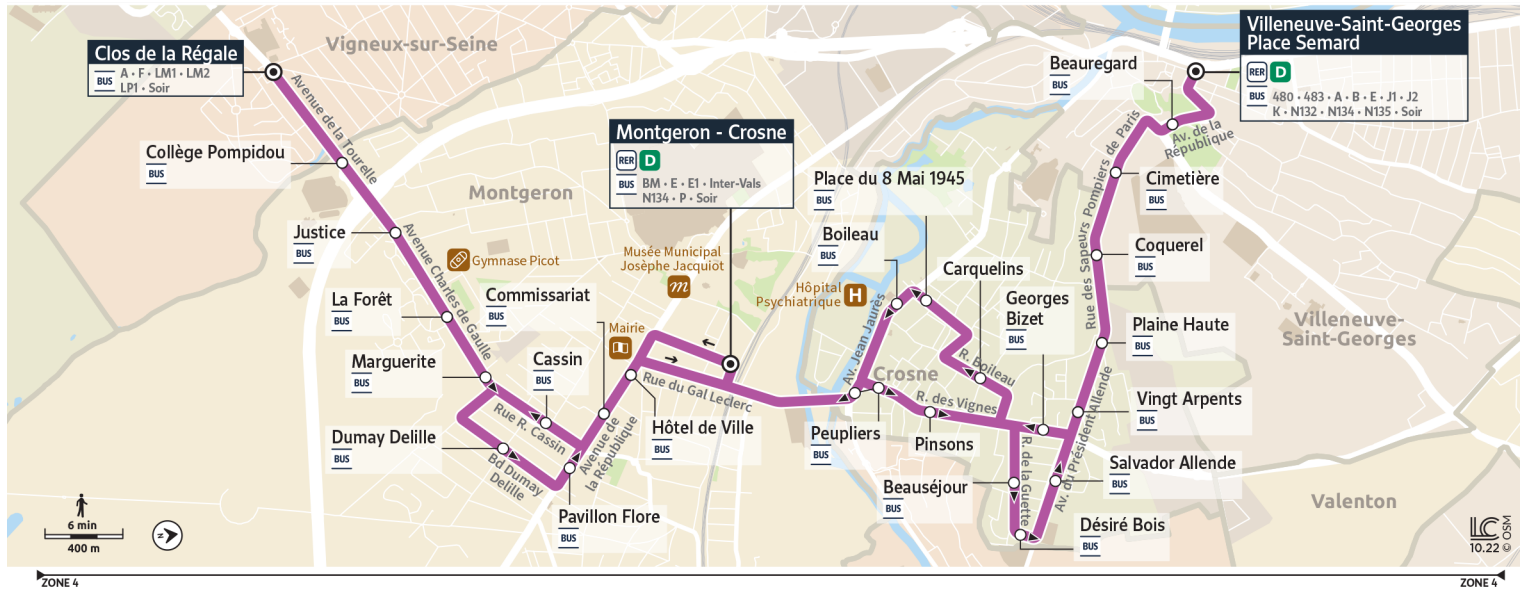 Clos de la Régale
BUS
A • F • LM1 • LM2
LP1 • Soir
Vigneux-sur-Seine
Avenue de la Tourelle
Collège Pompidou
BUS
Montgeron
Justice
BUS
Avenue Charles de Gaulle
Gymnase Picot
La Forêt
BUS
Commissariat
BUS
Marguerite
BUS
Cassin
BUS
Rue R. Cassin
Dumay Delille
BUS
Bd Dumay
Delille
Pavillon Flore
BUS
Avenue de
la République
Musée Municipal
Josèphe Jacquiot
m
Mairie
Montgeron - Crosne
RER D
BUS
BM • E • E1 • Inter-Vals
N134 • P • Soir
Rue du Gal Leclerc
Hôtel de Ville
BUS
Place du 8 Mai 1945
BUS
Boileau
BUS
Hôpital
Psychiatrique
H
Av. Jean Jaurès
Crosne
Carquelins
BUS
R. Boileau
Georges
Bizet
BUS
R. des Vignes
Peupliers
BUS
Pinsons
Beauséjour
BUS
R. de la Guette
Désiré Bois
BUS
Salvador Allende
BUS
Av. du Président Allende
Vingt Arpents
BUS
Plaine Haute
BUS
Villeneuve-
Saint-Georges
Coquerel
BUS
Cimetière
BUS
Rue des Sapeurs Pompiers de Paris
Beauregard
BUS
Av. de la
République
Villeneuve-Saint-Georges
Place Semard
RER D
BUS
480 • 483 • A • B • E • J1 • J2
K • N132 • N134 • N135 • Soir
Valenton
6 min
400 m
N
LC
10.22 © OSM
ZONE 4
ZONE 4